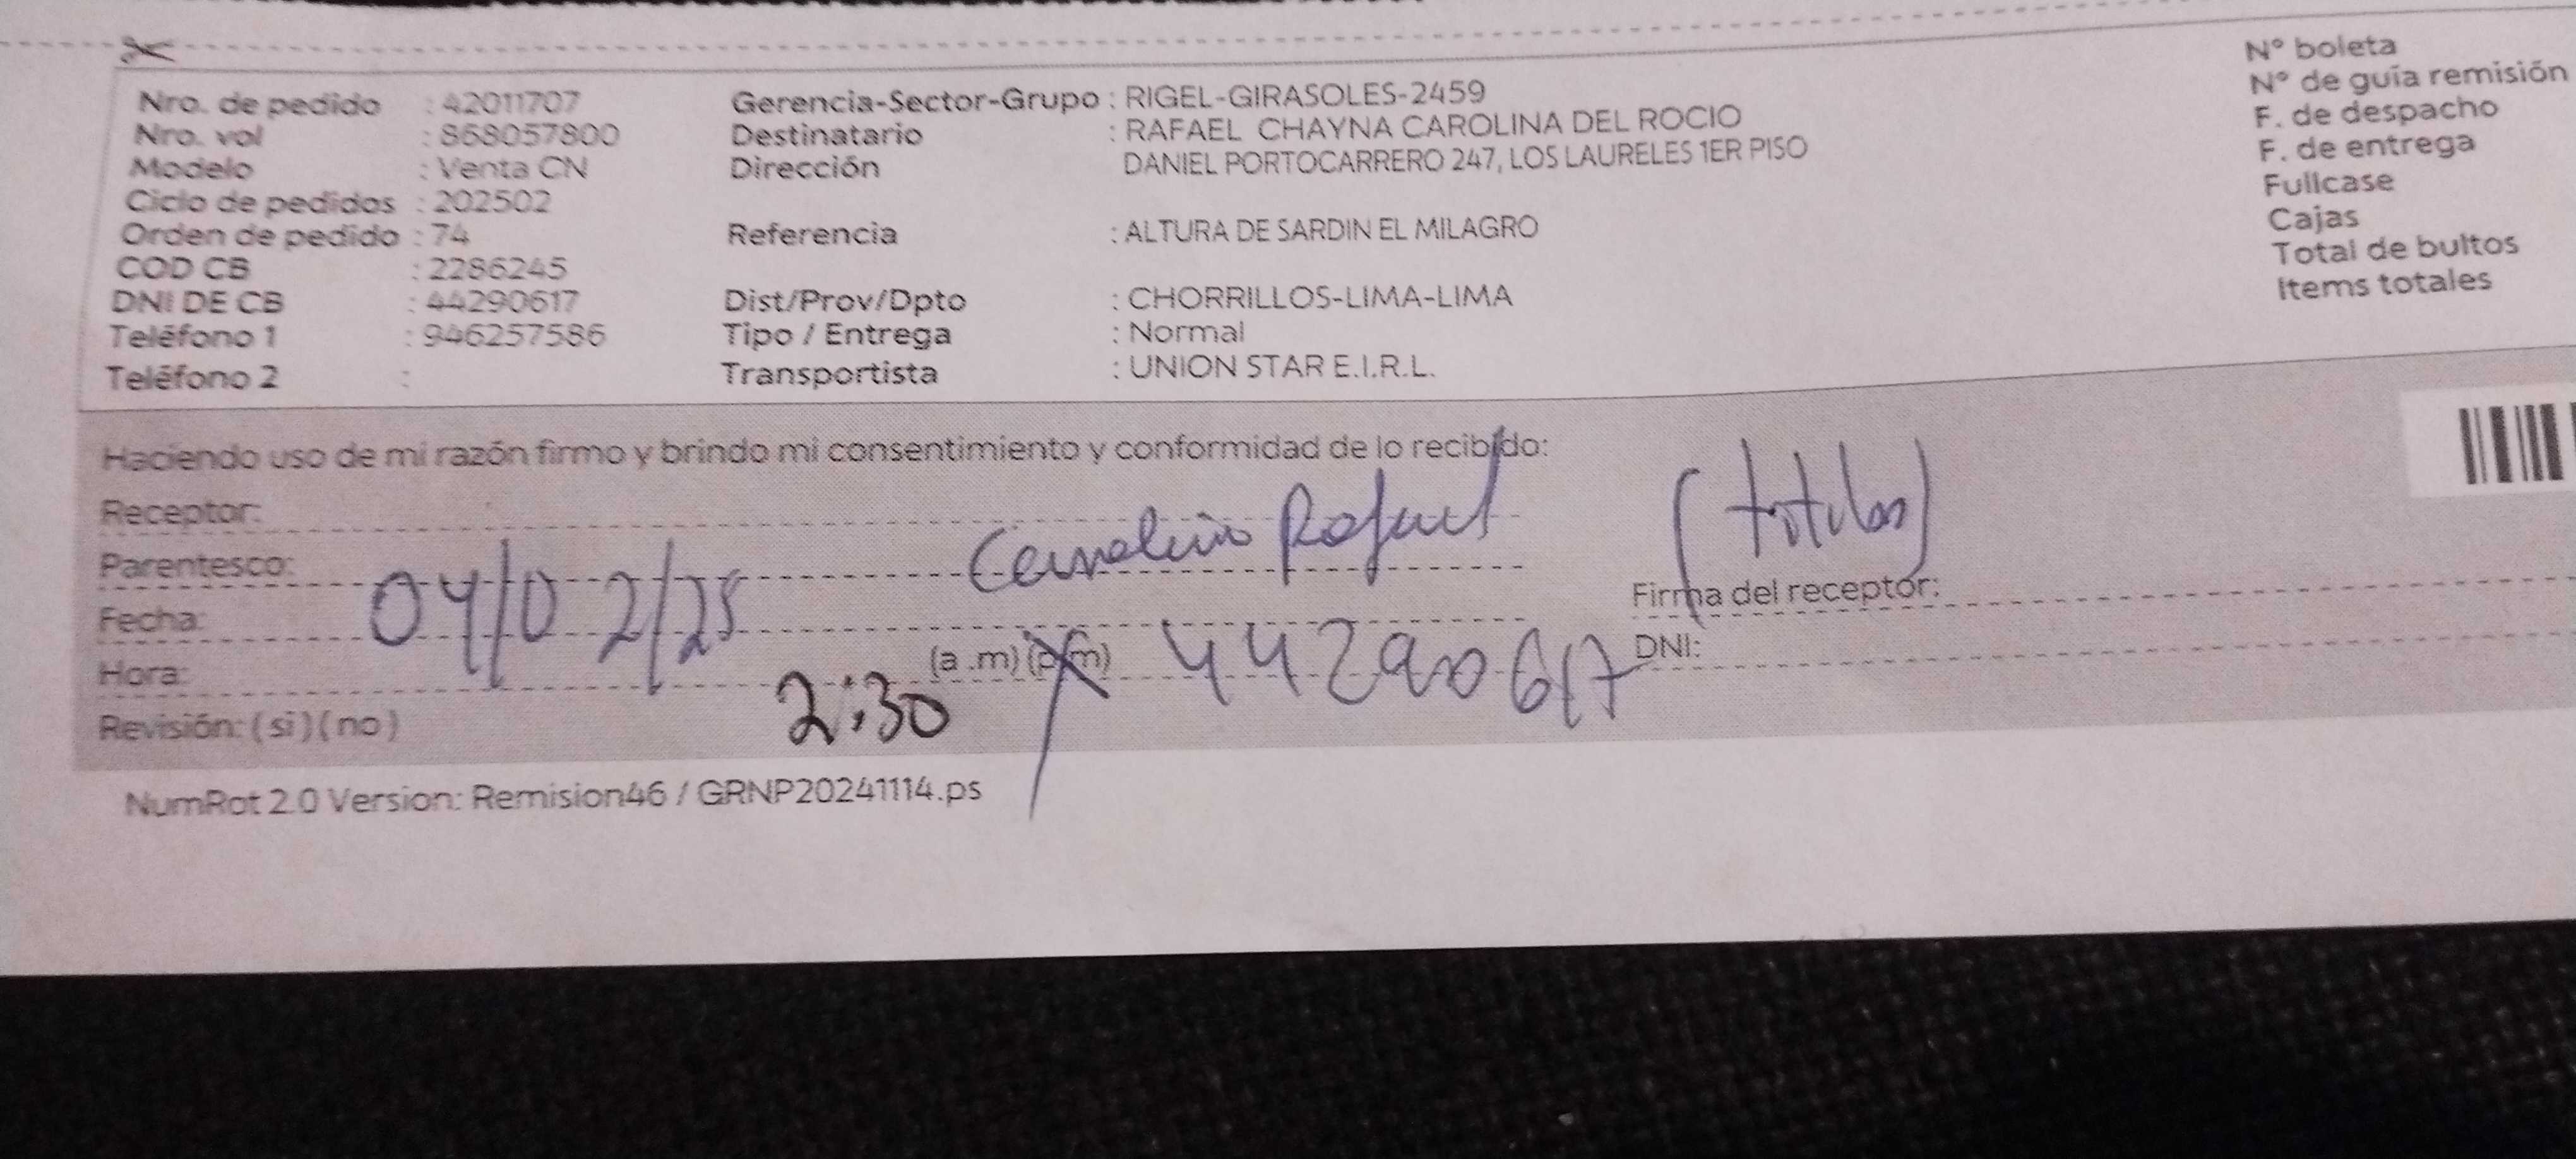 Nro. de pedido : 42011707 Gerencia-Sector-Grupo : RIGEL-GIRASOLES-2459 N° boleta
Nro. vol : 868057800 Destinatario : RAFAEL CHAYNA CAROLINA DEL ROCIO N° de guía remisión
Modelo : Venta CN Dirección DANIEL PORTOCARRERO 247, LOS LAURELES 1ER PISO F. de despacho
Ciclo de pedidos : 202502 F. de entrega
Orden de pedido : 74 Referencia : ALTURA DE SARDIN EL MILAGRO Fullcase
COD CB : 2286245 Cajas
DNI DE CB : 44290617 Dist/Prov/Dpto : CHORRILLOS-LIMA-LIMA Total de bultos
Teléfono 1 : 946257586 Tipo / Entrega : Normal Items totales
Teléfono 2 : Transportista : UNION STAR E.I.R.L.
Haciendo uso de mi razón firmo y brindo mi consentimiento y conformidad de lo recibido:
Receptor: Carolina Rafael (titular)
Parentesco:
Fecha: 04/02/25 Firma del receptor:
Hora: 2:30 (a .m) (p.m) 44290617 DNI:
Revisión: ( si ) ( no )
NumRot 2.0 Version: Remision46 / GRNP20241114.ps